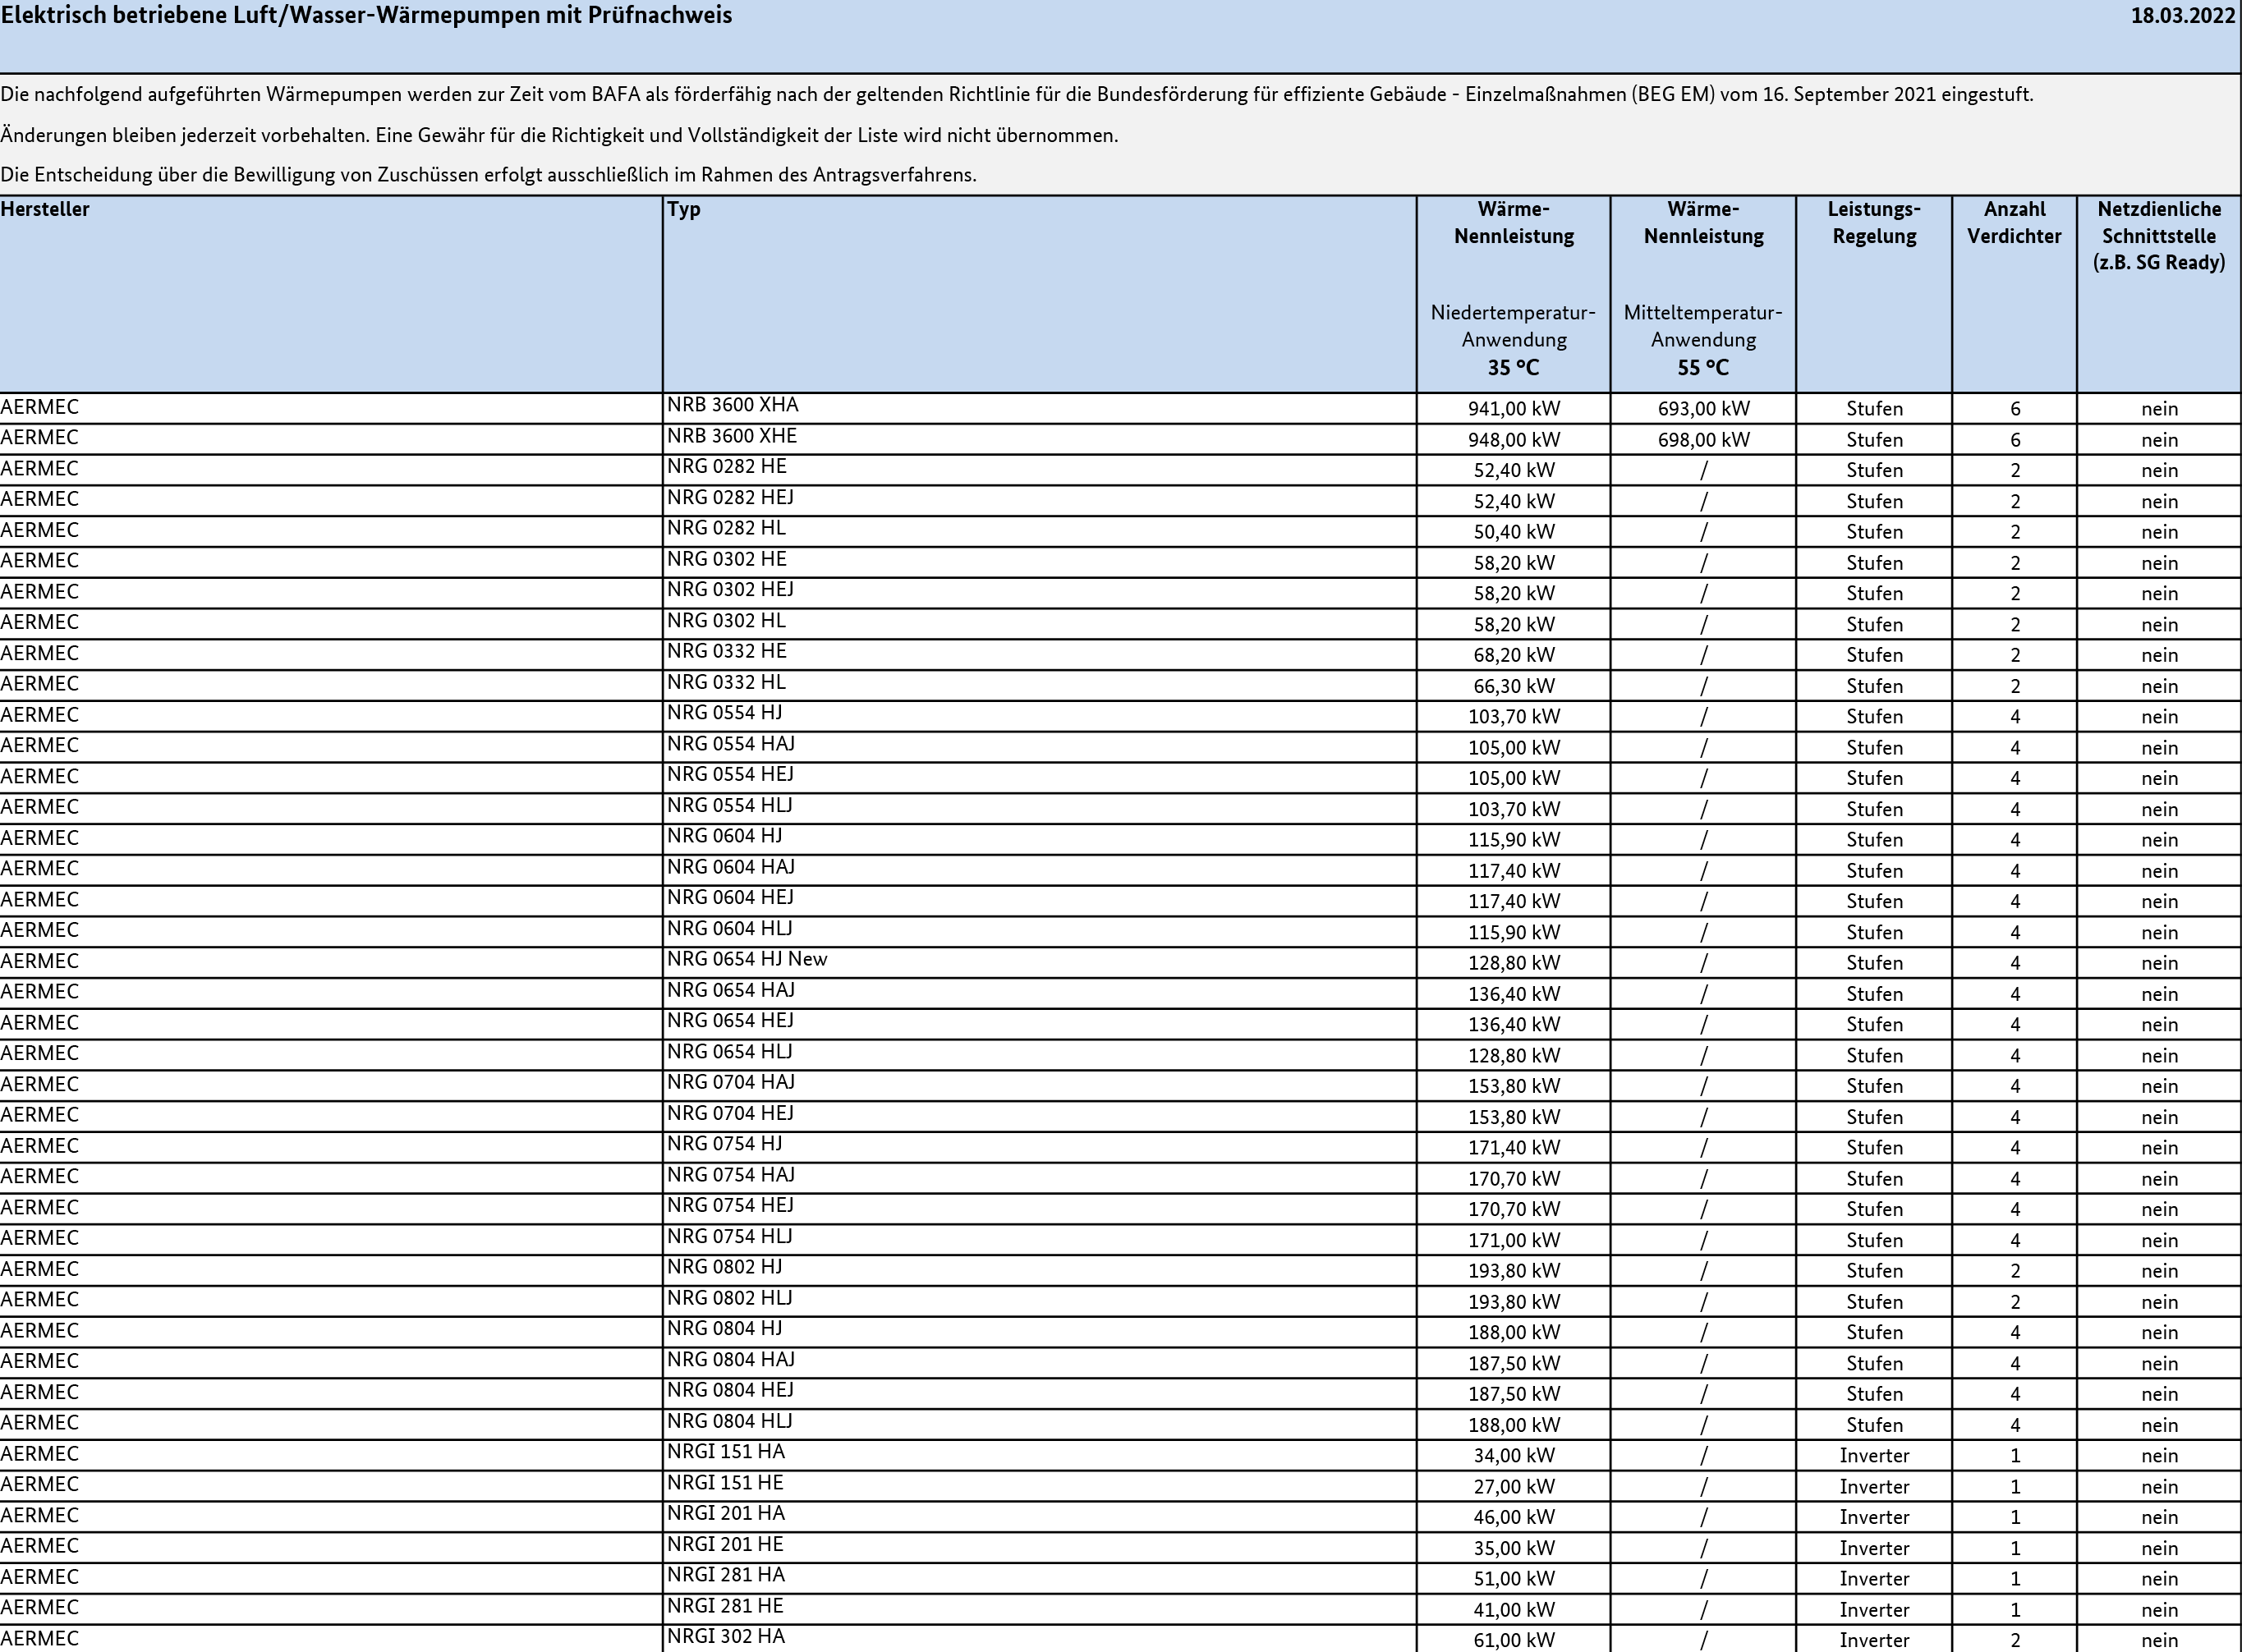 Elektrisch betriebene Luft/Wasser-Wärmepumpen mit Prüfnachweis 18.03.2022
Die nachfolgend aufgeführten Wärmepumpen werden zur Zeit vom BAFA als förderfähig nach der geltenden Richtlinie für die Bundesförderung für effiziente Gebäude - Einzelmaßnahmen (BEG EM) vom 16. September 2021 eingestuft.
Änderungen bleiben jederzeit vorbehalten. Eine Gewähr für die Richtigkeit und Vollständigkeit der Liste wird nicht übernommen.
Die Entscheidung über die Bewilligung von Zuschüssen erfolgt ausschließlich im Rahmen des Antragsverfahrens.
Hersteller Typ Wärme- Wärme- Leistungs- Anzahl Netzdienliche
Nennleistung Nennleistung Regelung Verdichter Schnittstelle
(z.B. SG Ready)
Niedertemperatur- Mitteltemperatur-
Anwendung Anwendung
35 °C 55 °C
AERMEC NRB 3600 XHA 941,00 kW 693,00 kW Stufen 6 nein
AERMEC NRB 3600 XHE 948,00 kW 698,00 kW Stufen 6 nein
AERMEC NRG 0282 HE 52,40 kW / Stufen 2 nein
AERMEC NRG 0282 HEJ 52,40 kW / Stufen 2 nein
AERMEC NRG 0282 HL 50,40 kW / Stufen 2 nein
AERMEC NRG 0302 HE 58,20 kW / Stufen 2 nein
AERMEC NRG 0302 HEJ 58,20 kW / Stufen 2 nein
AERMEC NRG 0302 HL 58,20 kW / Stufen 2 nein
AERMEC NRG 0332 HE 68,20 kW / Stufen 2 nein
AERMEC NRG 0332 HL 66,30 kW / Stufen 2 nein
AERMEC NRG 0554 HJ 103,70 kW / Stufen 4 nein
AERMEC NRG 0554 HAJ 105,00 kW / Stufen 4 nein
AERMEC NRG 0554 HEJ 105,00 kW / Stufen 4 nein
AERMEC NRG 0554 HLJ 103,70 kW / Stufen 4 nein
AERMEC NRG 0604 HJ 115,90 kW / Stufen 4 nein
AERMEC NRG 0604 HAJ 117,40 kW / Stufen 4 nein
AERMEC NRG 0604 HEJ 117,40 kW / Stufen 4 nein
AERMEC NRG 0604 HLJ 115,90 kW / Stufen 4 nein
AERMEC NRG 0654 HJ New 128,80 kW / Stufen 4 nein
AERMEC NRG 0654 HAJ 136,40 kW / Stufen 4 nein
AERMEC NRG 0654 HEJ 136,40 kW / Stufen 4 nein
AERMEC NRG 0654 HLJ 128,80 kW / Stufen 4 nein
AERMEC NRG 0704 HAJ 153,80 kW / Stufen 4 nein
AERMEC NRG 0704 HEJ 153,80 kW / Stufen 4 nein
AERMEC NRG 0754 HJ 171,40 kW / Stufen 4 nein
AERMEC NRG 0754 HAJ 170,70 kW / Stufen 4 nein
AERMEC NRG 0754 HEJ 170,70 kW / Stufen 4 nein
AERMEC NRG 0754 HLJ 171,00 kW / Stufen 4 nein
AERMEC NRG 0802 HJ 193,80 kW / Stufen 2 nein
AERMEC NRG 0802 HLJ 193,80 kW / Stufen 2 nein
AERMEC NRG 0804 HJ 188,00 kW / Stufen 4 nein
AERMEC NRG 0804 HAJ 187,50 kW / Stufen 4 nein
AERMEC NRG 0804 HEJ 187,50 kW / Stufen 4 nein
AERMEC NRG 0804 HLJ 188,00 kW / Stufen 4 nein
AERMEC NRGI 151 HA 34,00 kW / Inverter 1 nein
AERMEC NRGI 151 HE 27,00 kW / Inverter 1 nein
AERMEC NRGI 201 HA 46,00 kW / Inverter 1 nein
AERMEC NRGI 201 HE 35,00 kW / Inverter 1 nein
AERMEC NRGI 281 HA 51,00 kW / Inverter 1 nein
AERMEC NRGI 281 HE 41,00 kW / Inverter 1 nein
AERMEC NRGI 302 HA 61,00 kW / Inverter 2 nein